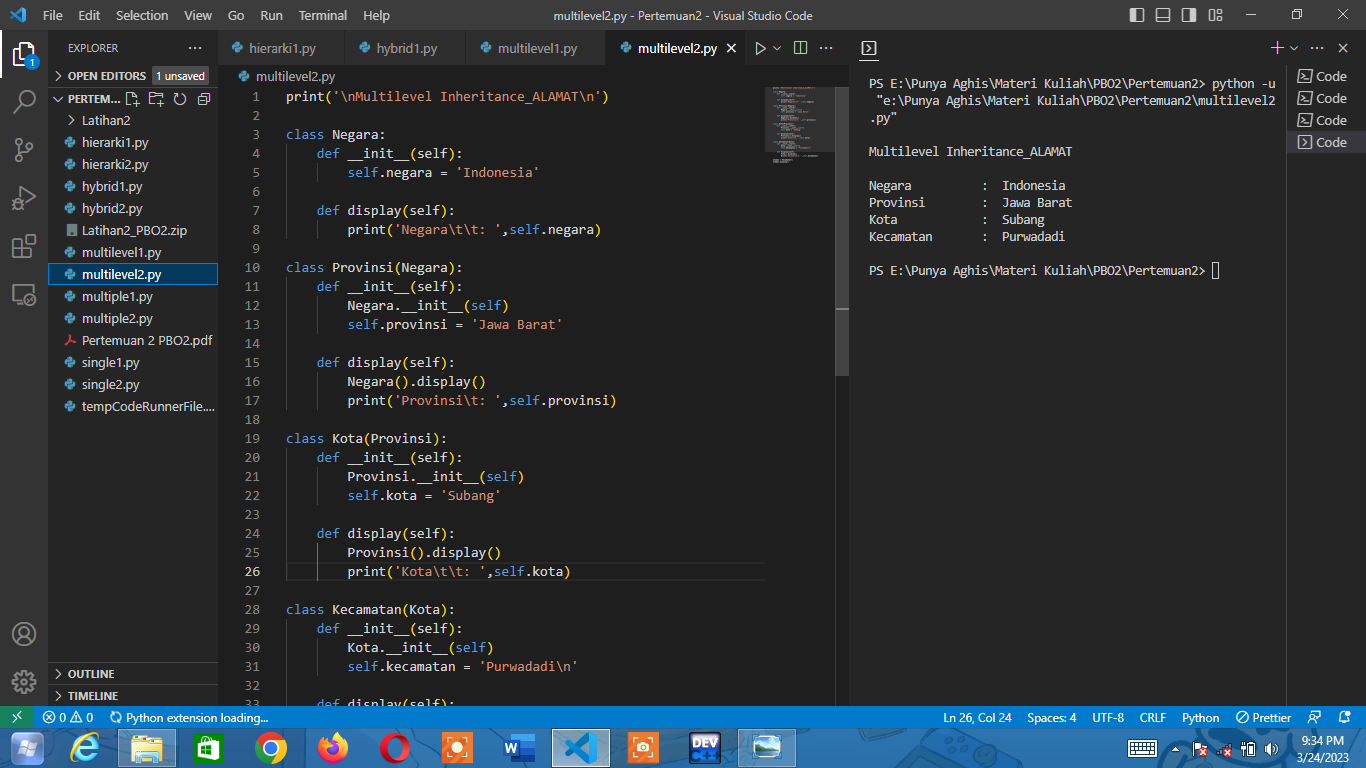 File Edit Selection View Go Run Terminal Help
multilevel2.py - Pertemuan2 - Visual Studio Code
EXPLORER
OPEN EDITORS 1 unsaved
PERTEM...
Latihan2
hierarki1.py
hierarki2.py
hybrid1.py
hybrid2.py
Latihan2_PBO2.zip
multilevel1.py
multilevel2.py
multiple1.py
multiple2.py
Pertemuan 2 PBO2.pdf
single1.py
single2.py
tempCodeRunnerFile....
OUTLINE
TIMELINE
1
hierarki1.py hybrid1.py multilevel1.py multilevel2.py
multilevel2.py
1 print('\nMultilevel Inheritance_ALAMAT\n')
2
3 class Negara:
4 def __init__(self):
5 self.negara = 'Indonesia'
6
7 def display(self):
8 print('Negara\t\t: ',self.negara)
9
10 class Provinsi(Negara):
11 def __init__(self):
12 Negara.__init__(self)
13 self.provinsi = 'Jawa Barat'
14
15 def display(self):
16 Negara().display()
17 print('Provinsi\t: ',self.provinsi)
18
19 class Kota(Provinsi):
20 def __init__(self):
21 Provinsi.__init__(self)
22 self.kota = 'Subang'
23
24 def display(self):
25 Provinsi().display()
26 print('Kota\t\t: ',self.kota)
27
28 class Kecamatan(Kota):
29 def __init__(self):
30 Kota.__init__(self)
31 self.kecamatan = 'Purwadadi\n'
32
33 def display(self):
PS E:\Punya Aghis\Materi Kuliah\PBO2\Pertemuan2> python -u
"e:\Punya Aghis\Materi Kuliah\PBO2\Pertemuan2\multilevel2
.py"
Multilevel Inheritance_ALAMAT
Negara : Indonesia
Provinsi : Jawa Barat
Kota : Subang
Kecamatan : Purwadadi
PS E:\Punya Aghis\Materi Kuliah\PBO2\Pertemuan2>
Code
Code
Code
Code
0 0 Python extension loading...
Ln 26, Col 24 Spaces: 4 UTF-8 CRLF Python Prettier
DEV
C++
9:34 PM
3/24/2023